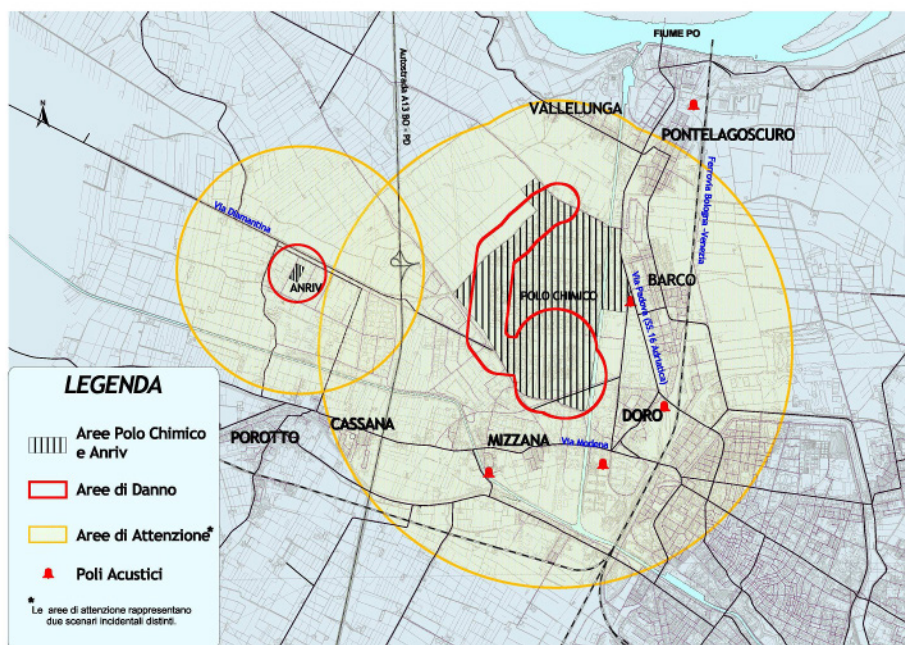 FIUME PO
Autostrada A13 BO - PD
VALLELUNGA
PONTELAGOSCURO
N
Ferrovia Bologna -Venezia
Via Diamantina
ANRIV
POLO CHIMICO
BARCO
Via Padova (SS.16 Adriatica)
DORO
CASSANA
POROTTO
MIZZANA
Via Modena
LEGENDA
Aree Polo Chimico
e Anriv
Aree di Danno
Aree di Attenzione*
Poli Acustici
*
Le aree di attenzione rappresentano
due scenari incidentali distinti.